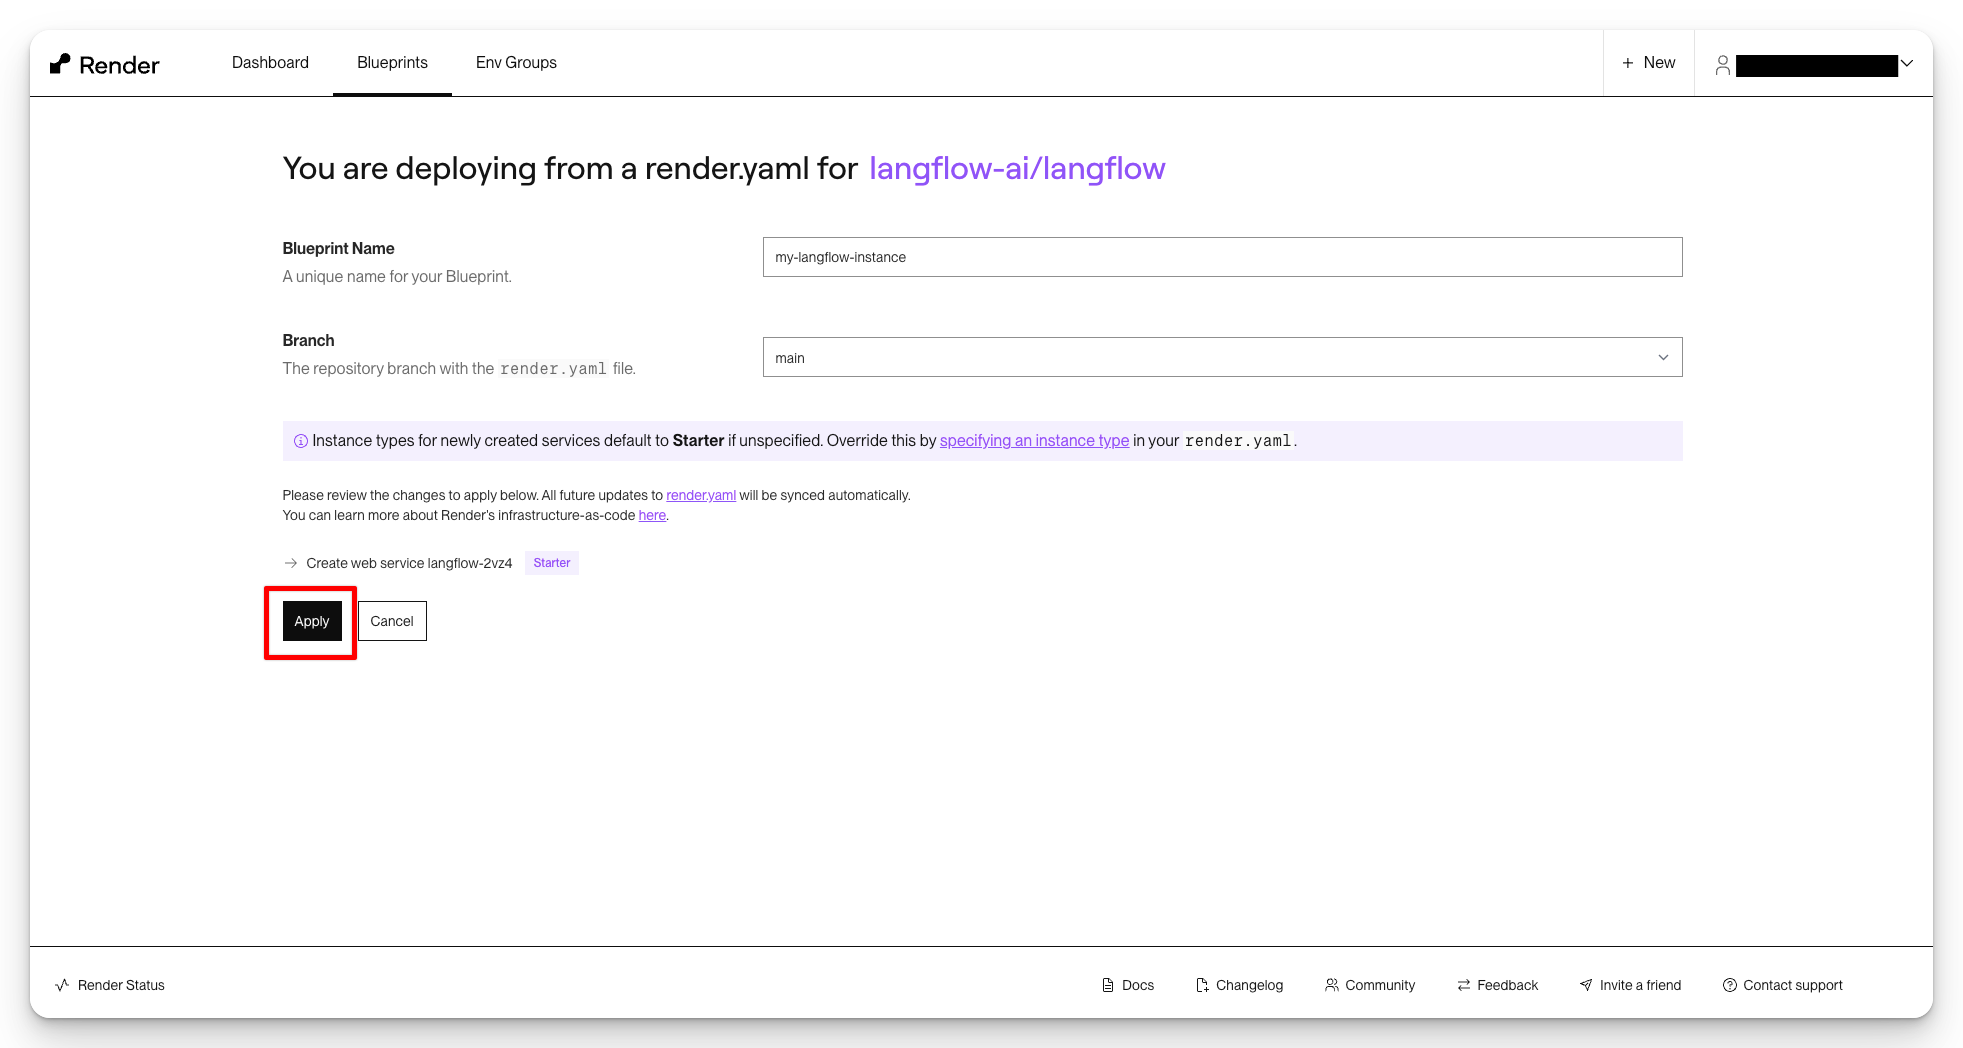 Render
Dashboard
Blueprints
Env Groups
+ New
You are deploying from a render.yaml for langflow-ai/langflow
Blueprint Name
A unique name for your Blueprint.
my-langflow-instance
Branch
The repository branch with the render.yaml file.
main
Instance types for newly created services default to Starter if unspecified. Override this by specifying an instance type in your render.yaml.
Please review the changes to apply below. All future updates to render.yaml will be synced automatically.
You can learn more about Render's infrastructure-as-code here.
→ Create web service langflow-2vz4 Starter
Apply
Cancel
Render Status
Docs
Changelog
Community
Feedback
Invite a friend
Contact support